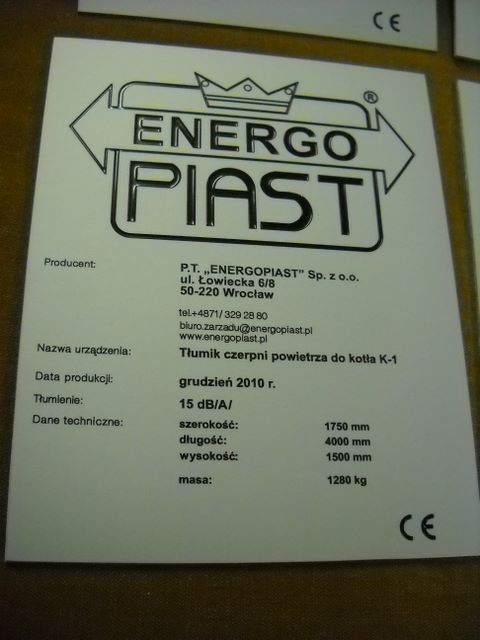 CE
ENERGO
®
PIAST
Producent:
P.T. „ENERGOPIAST” Sp. z o.o.
ul. Łowiecka 6/8
50-220 Wrocław
tel.+4871/ 329 28 80
biuro.zarzadu@energopiast.pl
www.energopiast.pl
Nazwa urządzenia: Tłumik czerpni powietrza do kotła K-1
Data produkcji: grudzień 2010 r.
Tłumienie: 15 dB/A/
Dane techniczne: szerokość: 1750 mm
długość: 4000 mm
wysokość: 1500 mm
masa: 1280 kg
CE